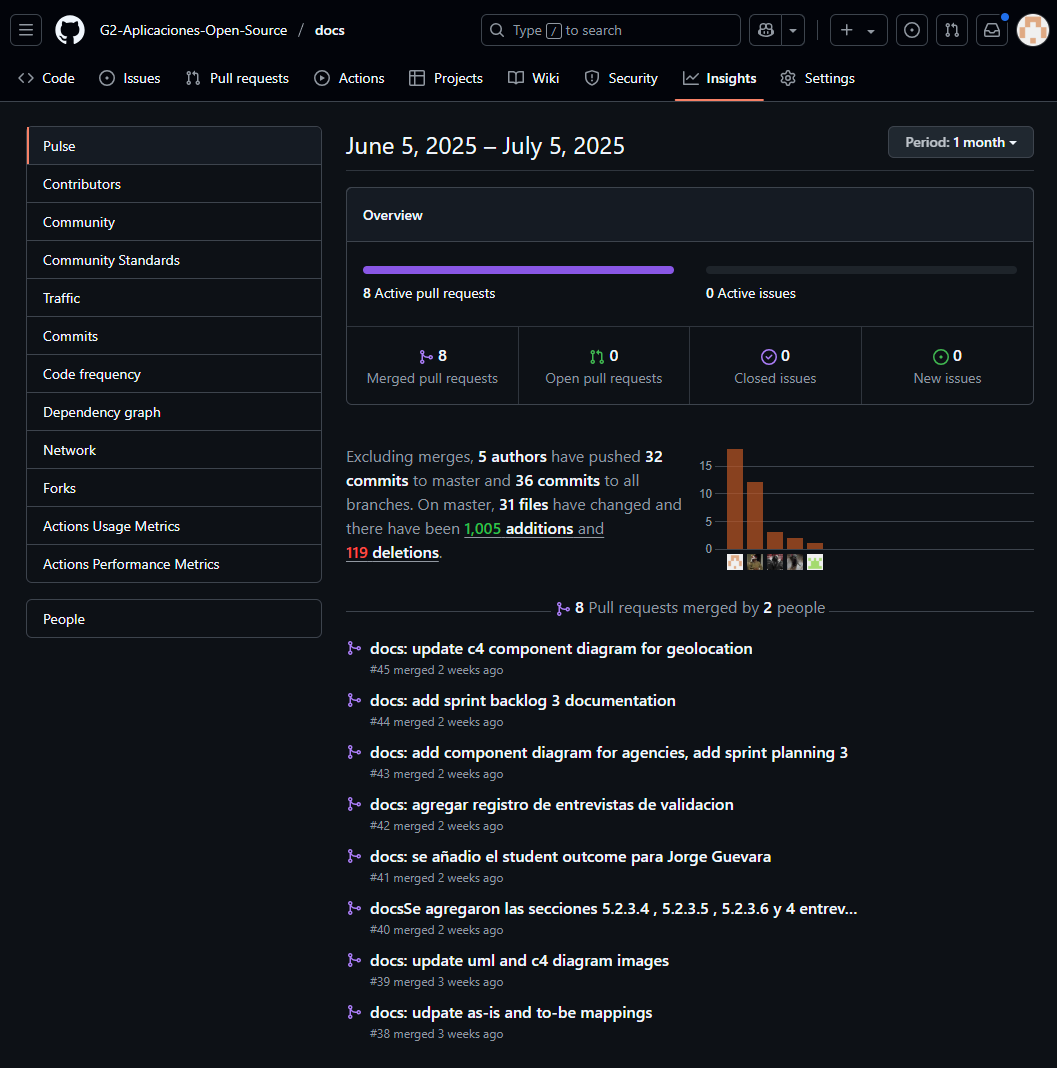 G2-Aplicaciones-Open-Source / docs
Type / to search
Code Issues Pull requests Actions Projects Wiki Security Insights Settings
Pulse
Contributors
Community
Community Standards
Traffic
Commits
Code frequency
Dependency graph
Network
Forks
Actions Usage Metrics
Actions Performance Metrics
People
June 5, 2025 – July 5, 2025
Period: 1 month
Overview
8 Active pull requests
0 Active issues
8
Merged pull requests
0
Open pull requests
0
Closed issues
0
New issues
Excluding merges, 5 authors have pushed 32
commits to master and 36 commits to all
branches. On master, 31 files have changed and
there have been 1,005 additions and
119 deletions.
15
10
5
0
8 Pull requests merged by 2 people
docs: update c4 component diagram for geolocation
#45 merged 2 weeks ago
docs: add sprint backlog 3 documentation
#44 merged 2 weeks ago
docs: add component diagram for agencies, add sprint planning 3
#43 merged 2 weeks ago
docs: agregar registro de entrevistas de validacion
#42 merged 2 weeks ago
docs: se añadio el student outcome para Jorge Guevara
#41 merged 2 weeks ago
docsSe agregaron las secciones 5.2.3.4 , 5.2.3.5 , 5.2.3.6 y 4 entrev...
#40 merged 2 weeks ago
docs: update uml and c4 diagram images
#39 merged 3 weeks ago
docs: udpate as-is and to-be mappings
#38 merged 3 weeks ago